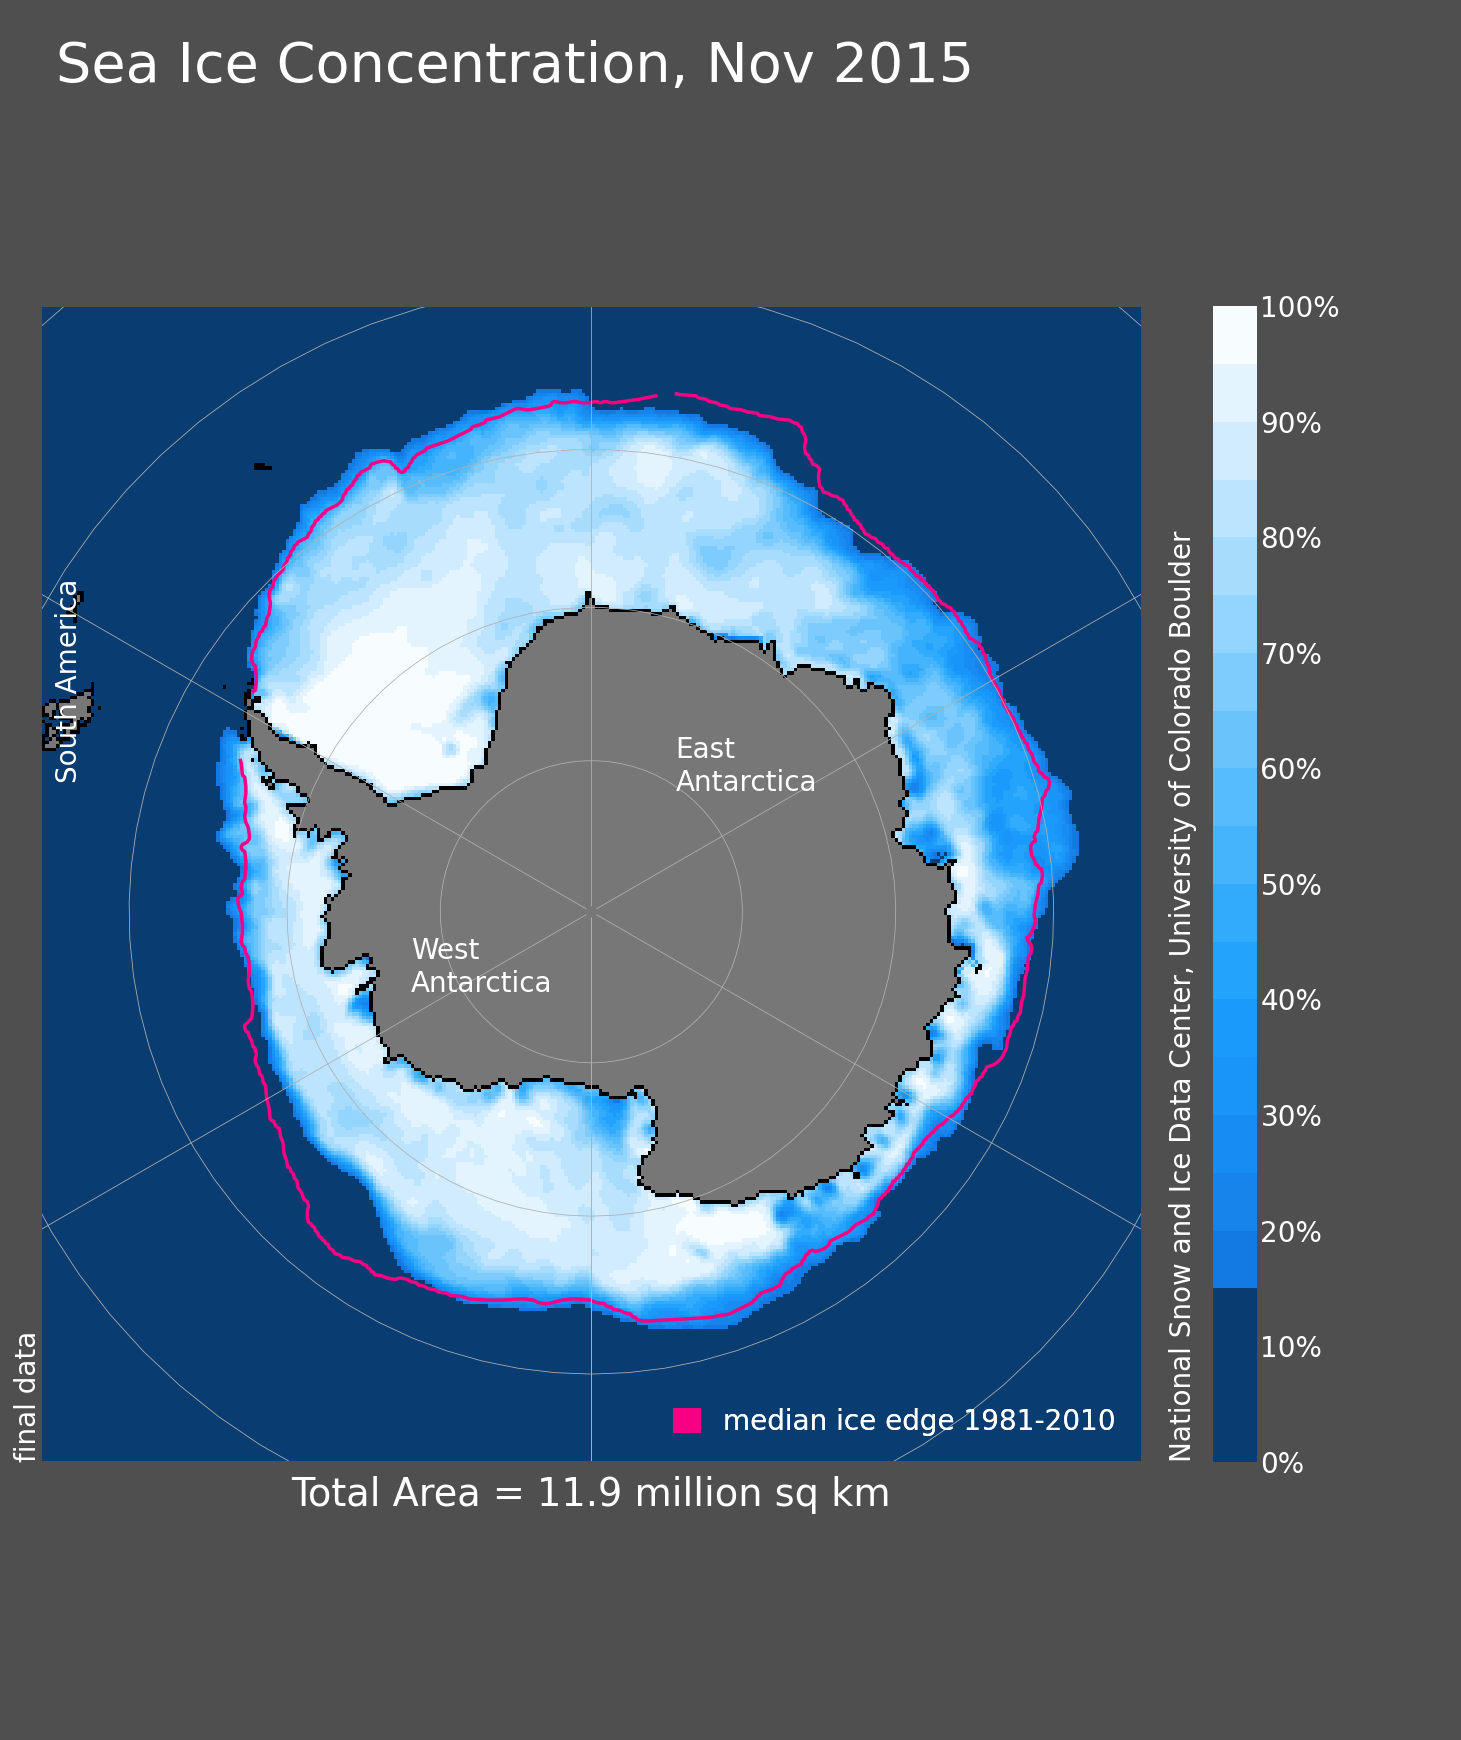 Sea Ice Concentration, Nov 2015
South America
East
Antarctica
West
Antarctica
final data
median ice edge 1981-2010
Total Area = 11.9 million sq km
National Snow and Ice Data Center, University of Colorado Boulder
100%
90%
80%
70%
60%
50%
40%
30%
20%
10%
0%